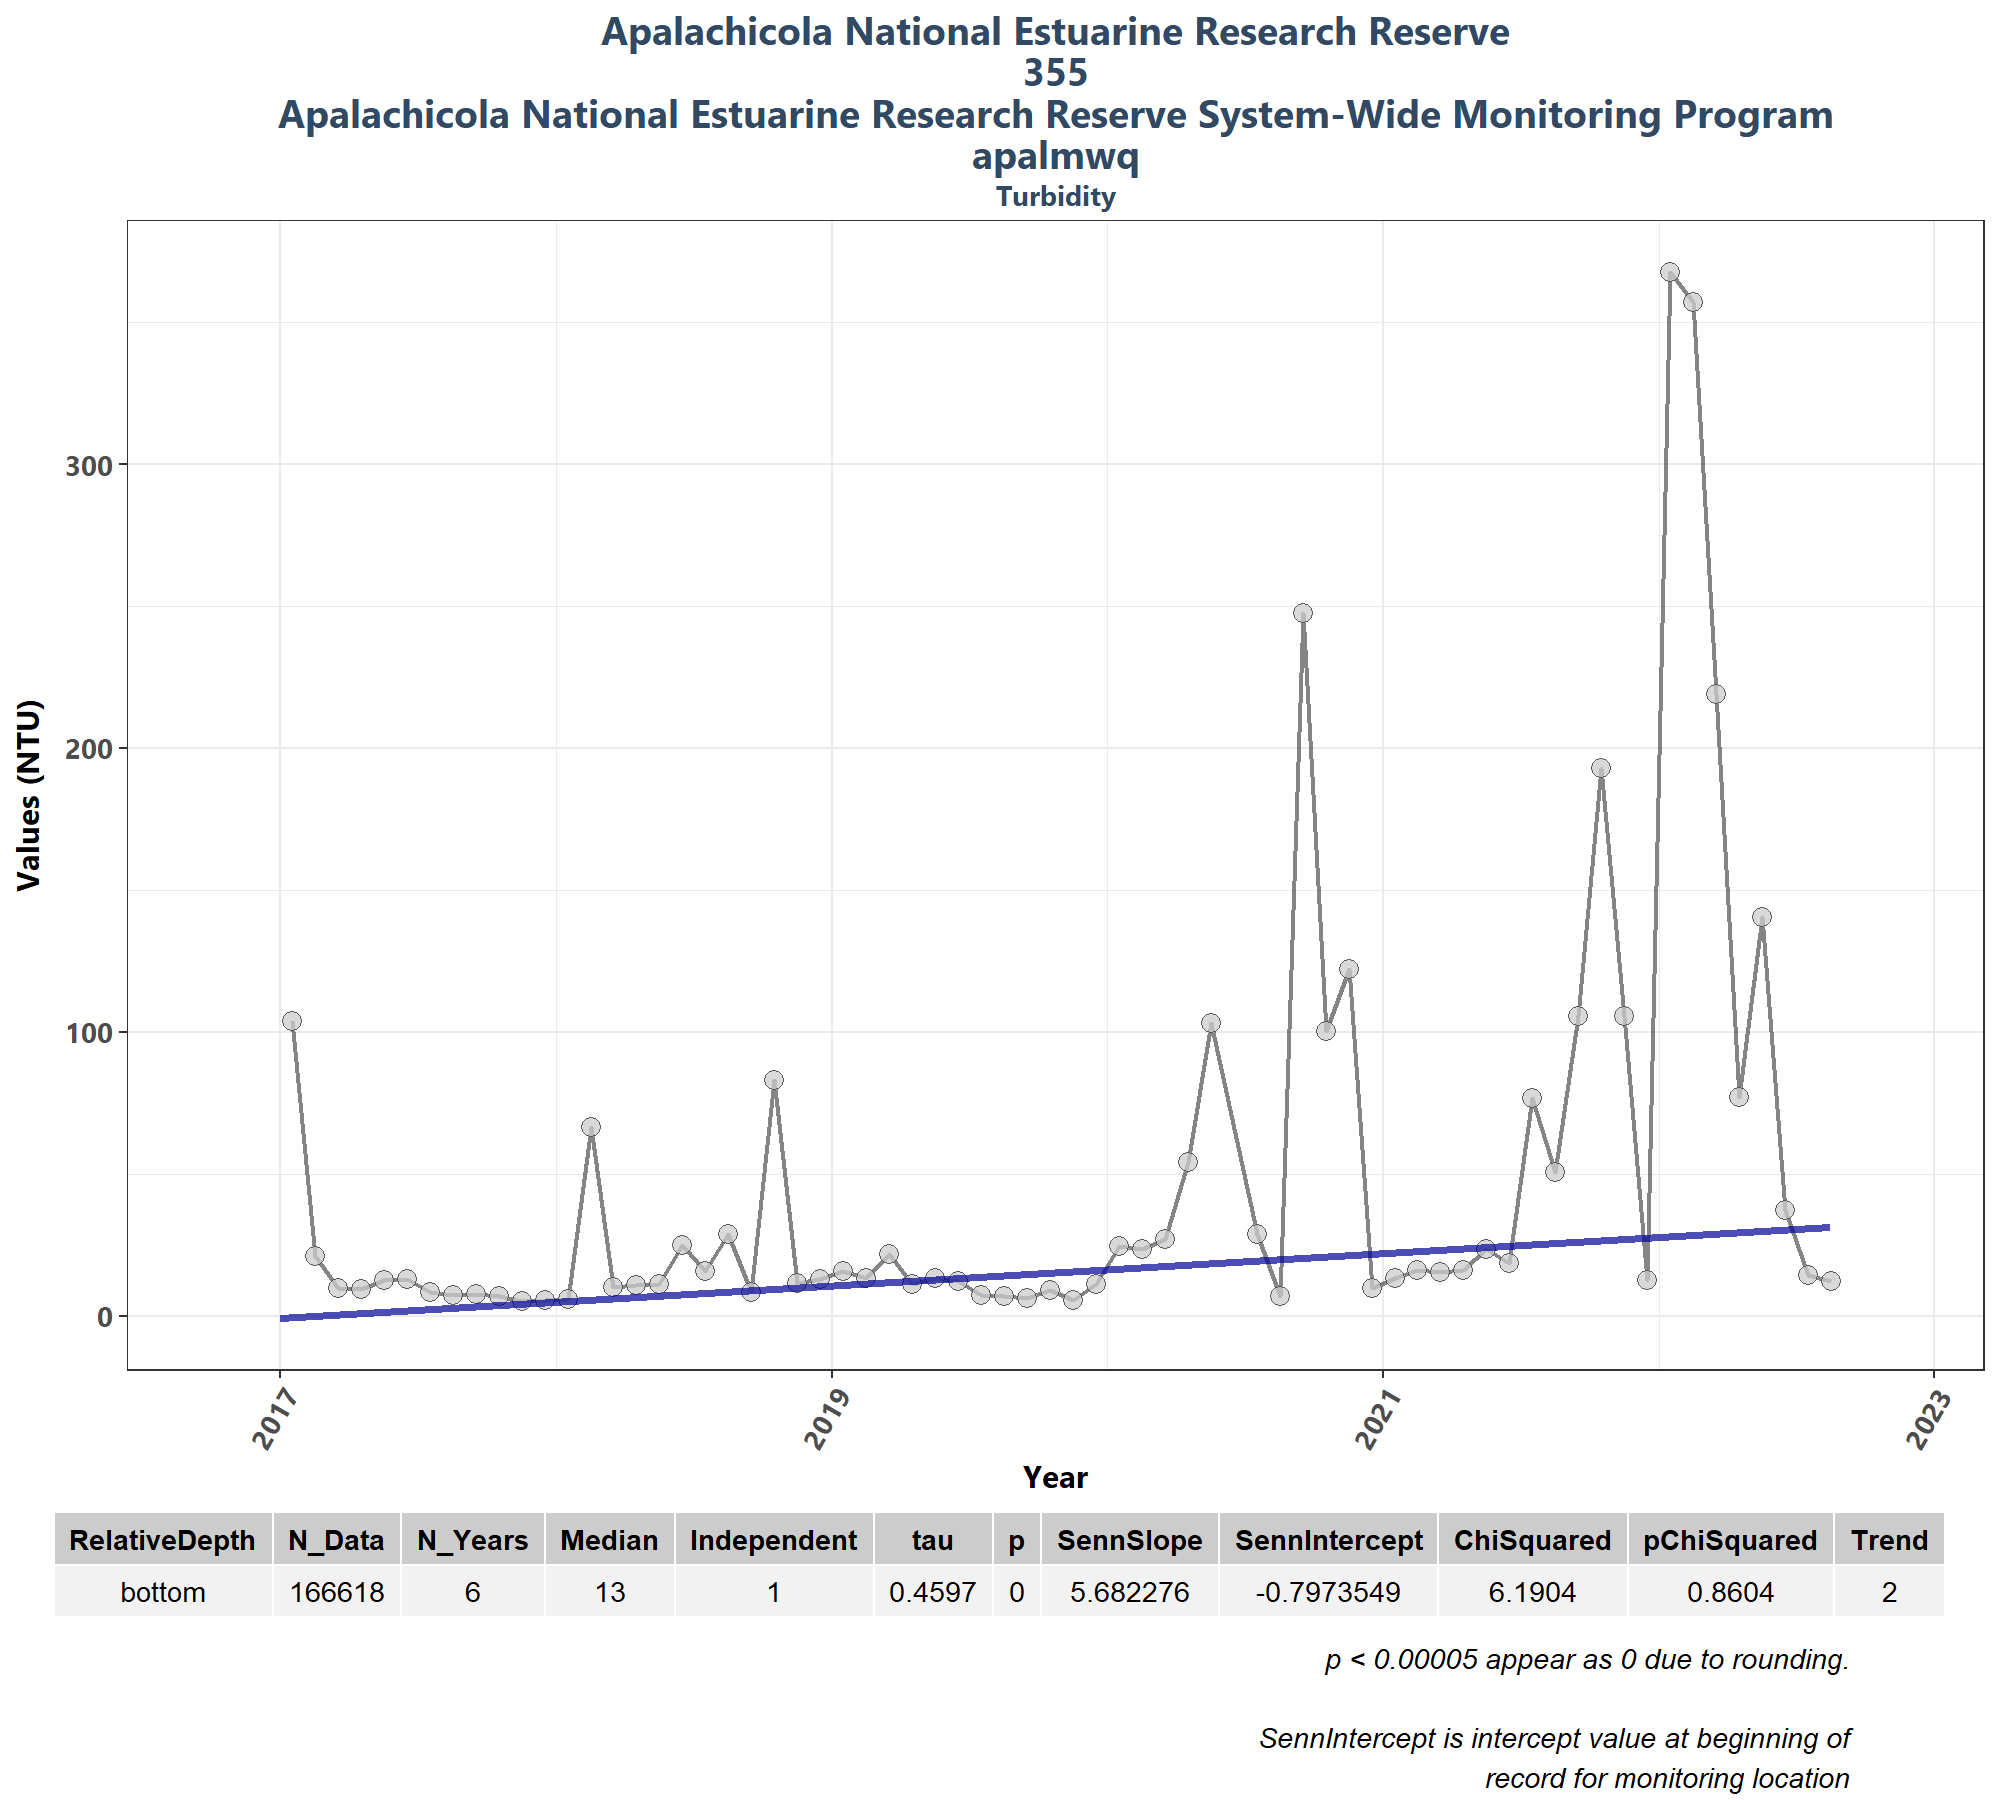 Apalachicola National Estuarine Research Reserve
355
Apalachicola National Estuarine Research Reserve System-Wide Monitoring Program
apalmwq
Turbidity
Values (NTU)
300
200
100
0
2017 2019 2021 2023
Year
RelativeDepth N_Data N_Years Median Independent tau p SennSlope SennIntercept ChiSquared pChiSquared Trend
bottom 166618 6 13 1 0.4597 0 5.682276 -0.7973549 6.1904 0.8604 2
p < 0.00005 appear as 0 due to rounding.
SennIntercept is intercept value at beginning of
record for monitoring location